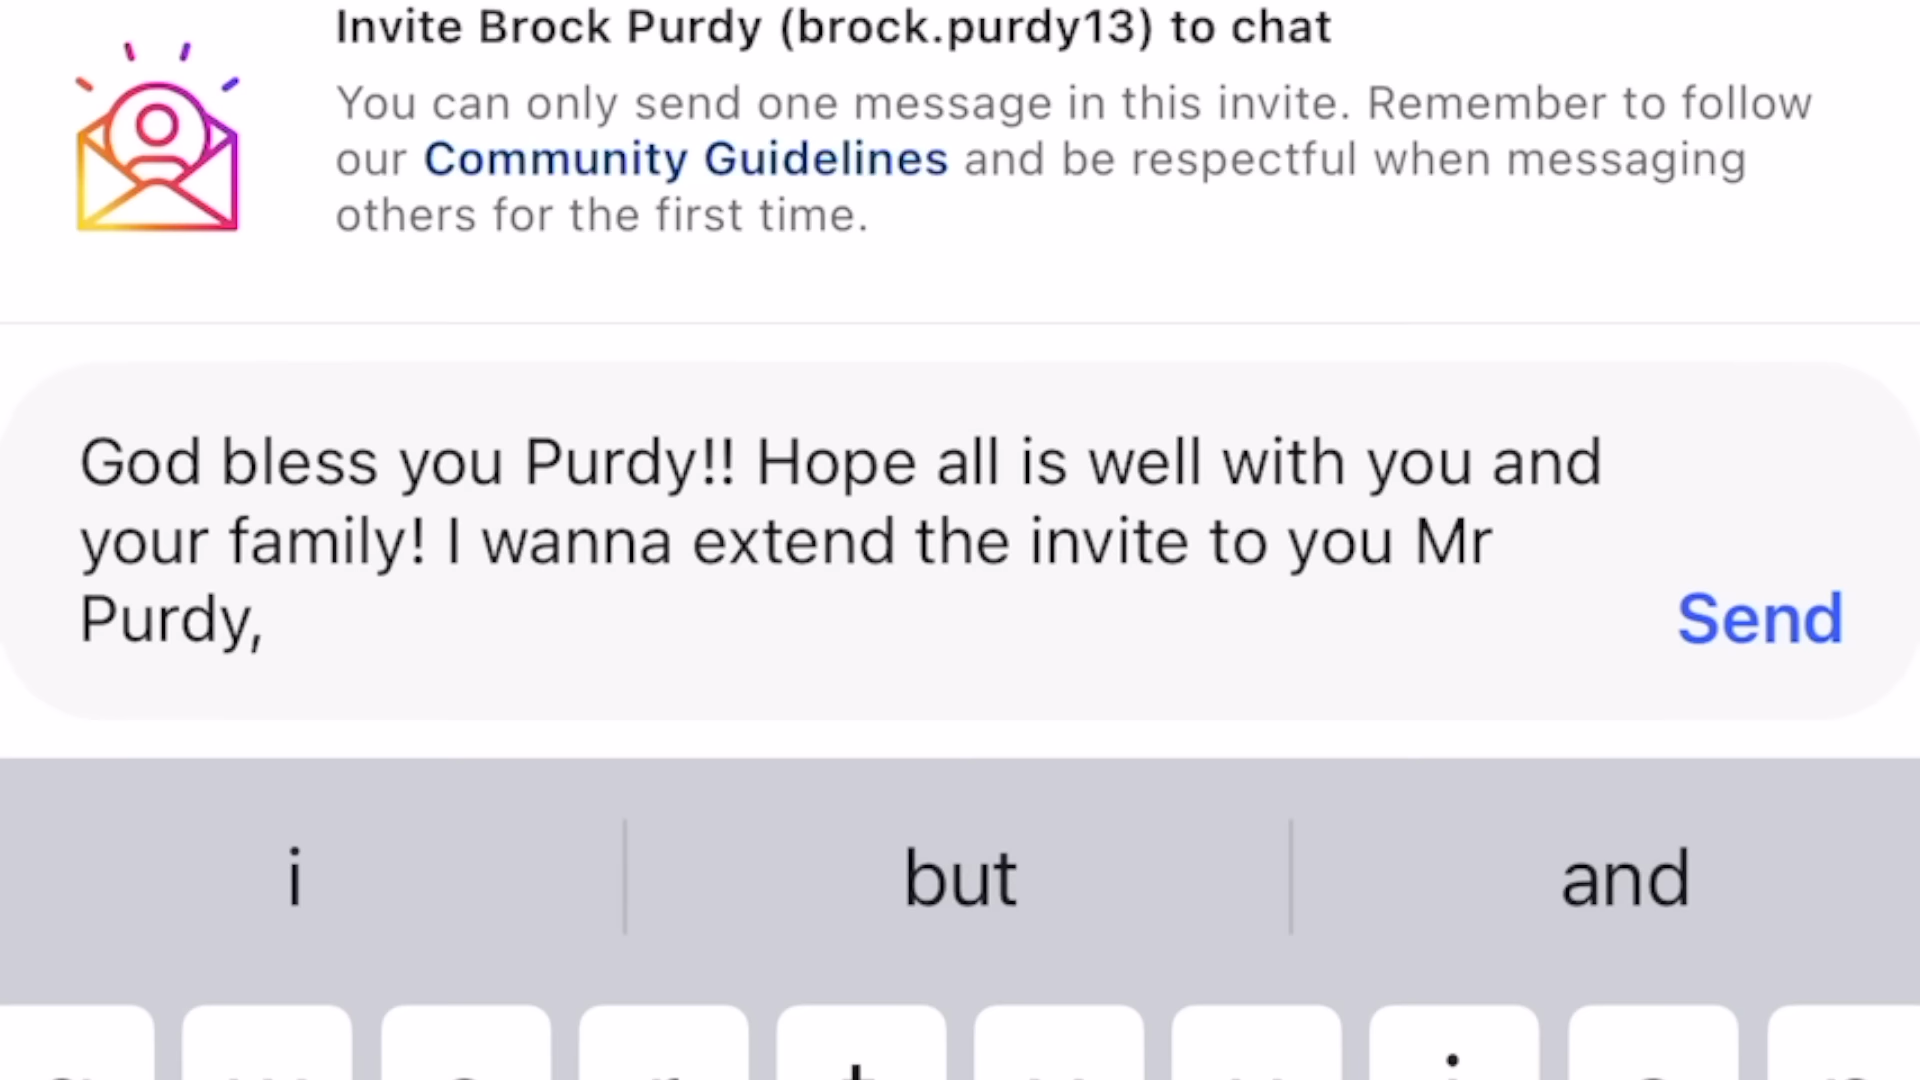 Invite Brock Purdy (brock.purdy13) to chat
You can only send one message in this invite. Remember to follow
our Community Guidelines and be respectful when messaging
others for the first time.
God bless you Purdy!! Hope all is well with you and
your family! I wanna extend the invite to you Mr
Purdy,
Send
i but and